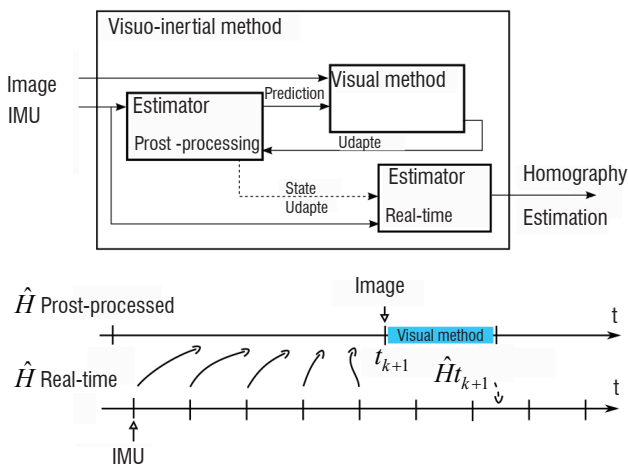 Visuo-inertial method
Image
IMU
Visual method
Prediction
Estimator
Prost -processing
Udapte
State
Udapte
Estimator
Real-time
Homography
Estimation
Image
Ĥ Prost-processed
t
Visual method
t_{k+1}
Ĥt_{k+1}
Ĥ Real-time
t
IMU